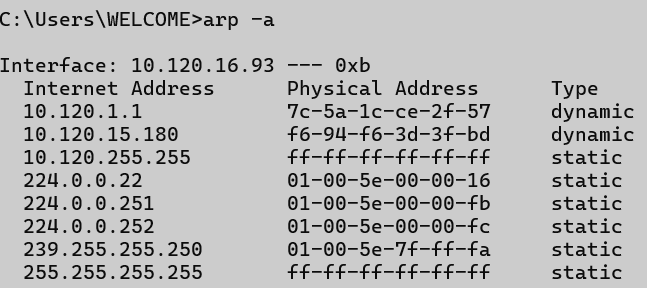 C:\Users\WELCOME>arp -a
Interface: 10.120.16.93 --- 0xb
Internet Address Physical Address Type
10.120.1.1 7c-5a-1c-ce-2f-57 dynamic
10.120.15.180 f6-94-f6-3d-3f-bd dynamic
10.120.255.255 ff-ff-ff-ff-ff-ff static
224.0.0.22 01-00-5e-00-00-16 static
224.0.0.251 01-00-5e-00-00-fb static
224.0.0.252 01-00-5e-00-00-fc static
239.255.255.250 01-00-5e-7f-ff-fa static
255.255.255.255 ff-ff-ff-ff-ff-ff static